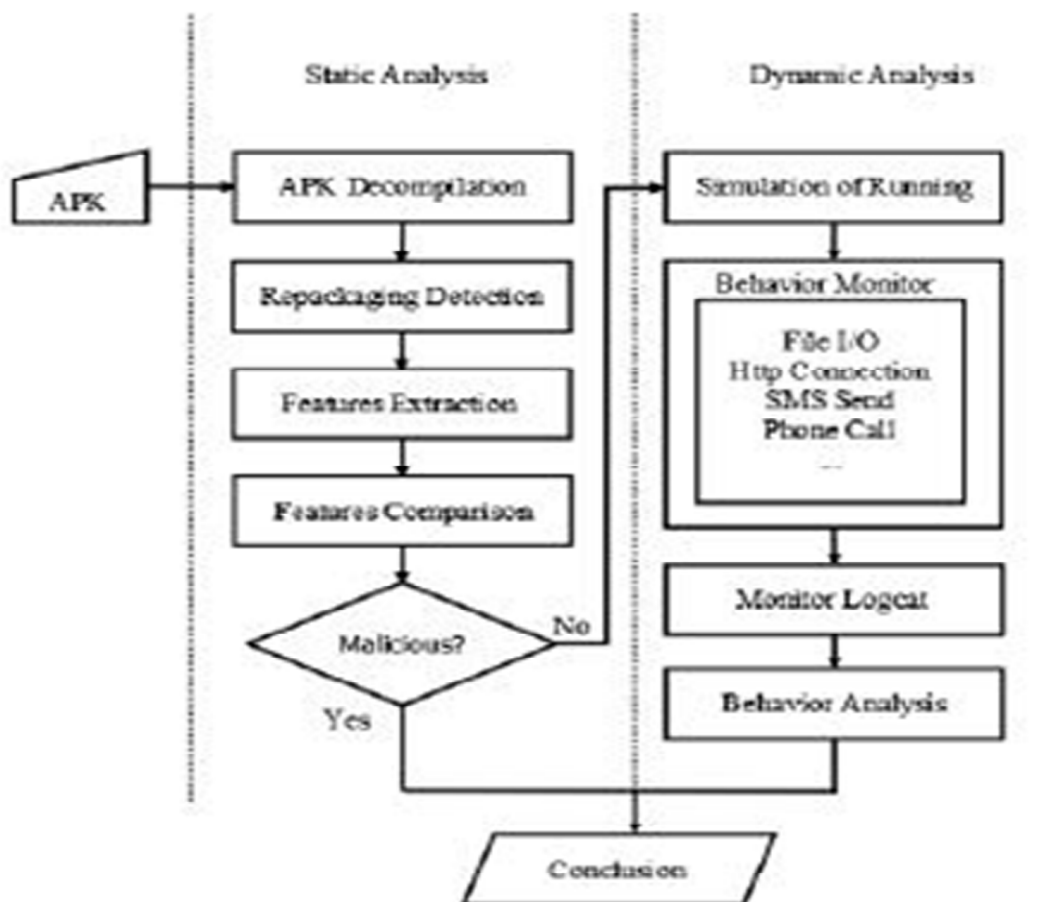 Static Analysis
Dynamic Analysis
APK
APK Decompilation
Repackaging Detection
Features Extraction
Features Comparison
Malicious?
No
Yes
Simulation of Running
Behavior Monitor
File I/O
Http Connection
SMS Send
Phone Call
...
Monitor Logcat
Behavior Analysis
Conclusion